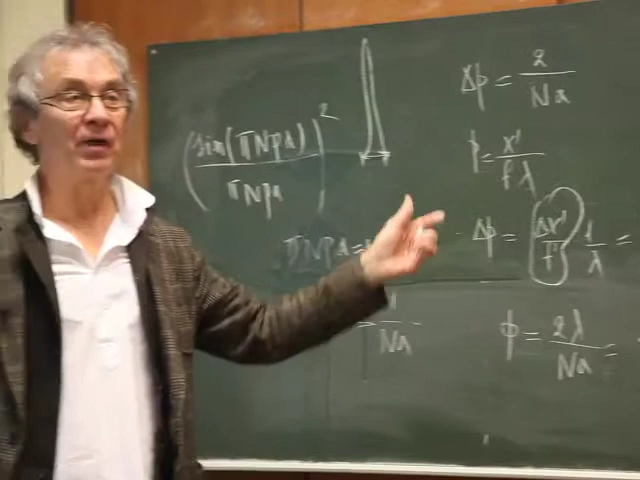 (sin(πNpa) / πNpa)²
Δp = 2 / Na
p = x' / fλ
πNpa =
Δp = Δx' / f 1 / λ =
Na
ϕ = 2λ / Na =